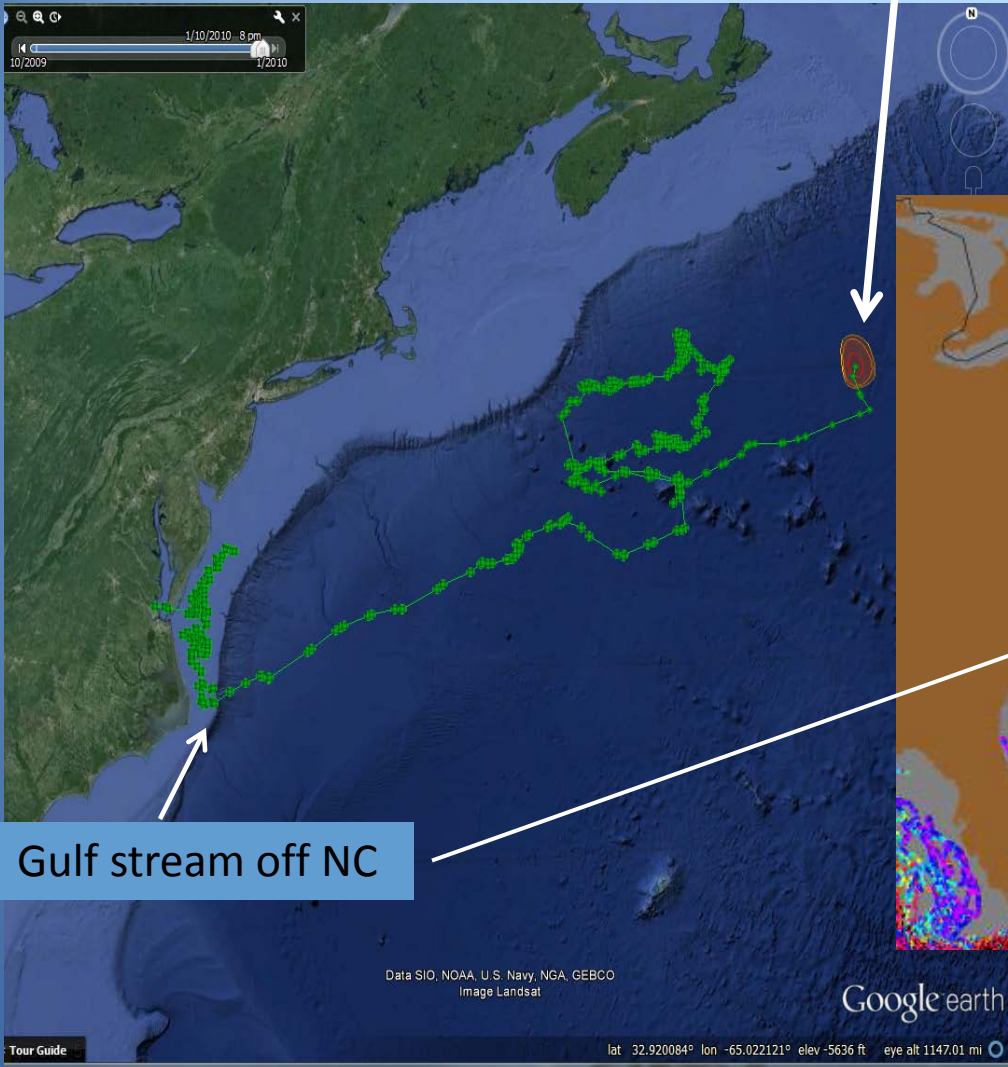 1/10/2010 8 pm
10/2009 1/2010
N
Gulf stream off NC
Data SIO, NOAA, U.S. Navy, NGA, GEBCO
Image Landsat
Google earth
Tour Guide
lat 32.920084° lon -65.022121° elev -5636 ft eye alt 1147.01 mi